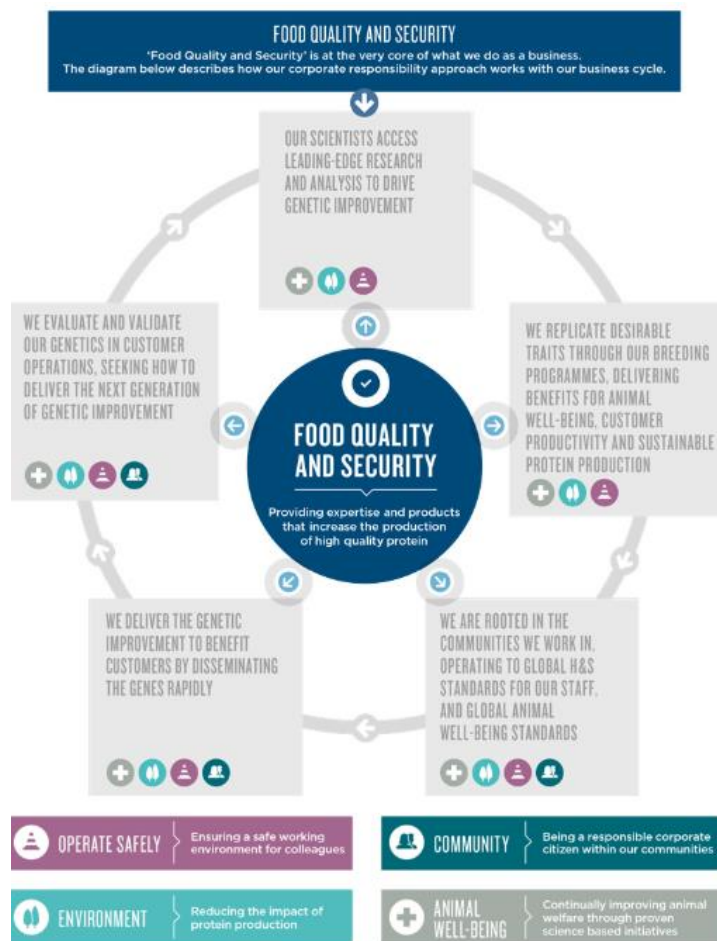 FOOD QUALITY AND SECURITY
'Food Quality and Security' is at the very core of what we do as a business.
The diagram below describes how our corporate responsibility approach works with our business cycle.
OUR SCIENTISTS ACCESS
LEADING-EDGE RESEARCH
AND ANALYSIS TO DRIVE
GENETIC IMPROVEMENT
WE REPLICATE DESIRABLE
TRAITS THROUGH OUR BREEDING
PROGRAMMES, DELIVERING
BENEFITS FOR ANIMAL
WELL-BEING, CUSTOMER
PRODUCTIVITY AND SUSTAINABLE
PROTEIN PRODUCTION
WE ARE ROOTED IN THE
COMMUNITIES WE WORK IN,
OPERATING TO GLOBAL H&S
STANDARDS FOR OUR STAFF,
AND GLOBAL ANIMAL
WELL-BEING STANDARDS
WE DELIVER THE GENETIC
IMPROVEMENT TO BENEFIT
CUSTOMERS BY DISSEMINATING
THE GENES RAPIDLY
WE EVALUATE AND VALIDATE
OUR GENETICS IN CUSTOMER
OPERATIONS, SEEKING HOW TO
DELIVER THE NEXT GENERATION
OF GENETIC IMPROVEMENT
FOOD QUALITY
AND SECURITY
Providing expertise and products
that increase the production
of high quality protein
OPERATE SAFELY
Ensuring a safe working
environment for colleagues
COMMUNITY
Being a responsible corporate
citizen within our communities
ENVIRONMENT
Reducing the impact of
protein production
ANIMAL
WELL-BEING
Continually improving animal
welfare through proven
science based initiatives